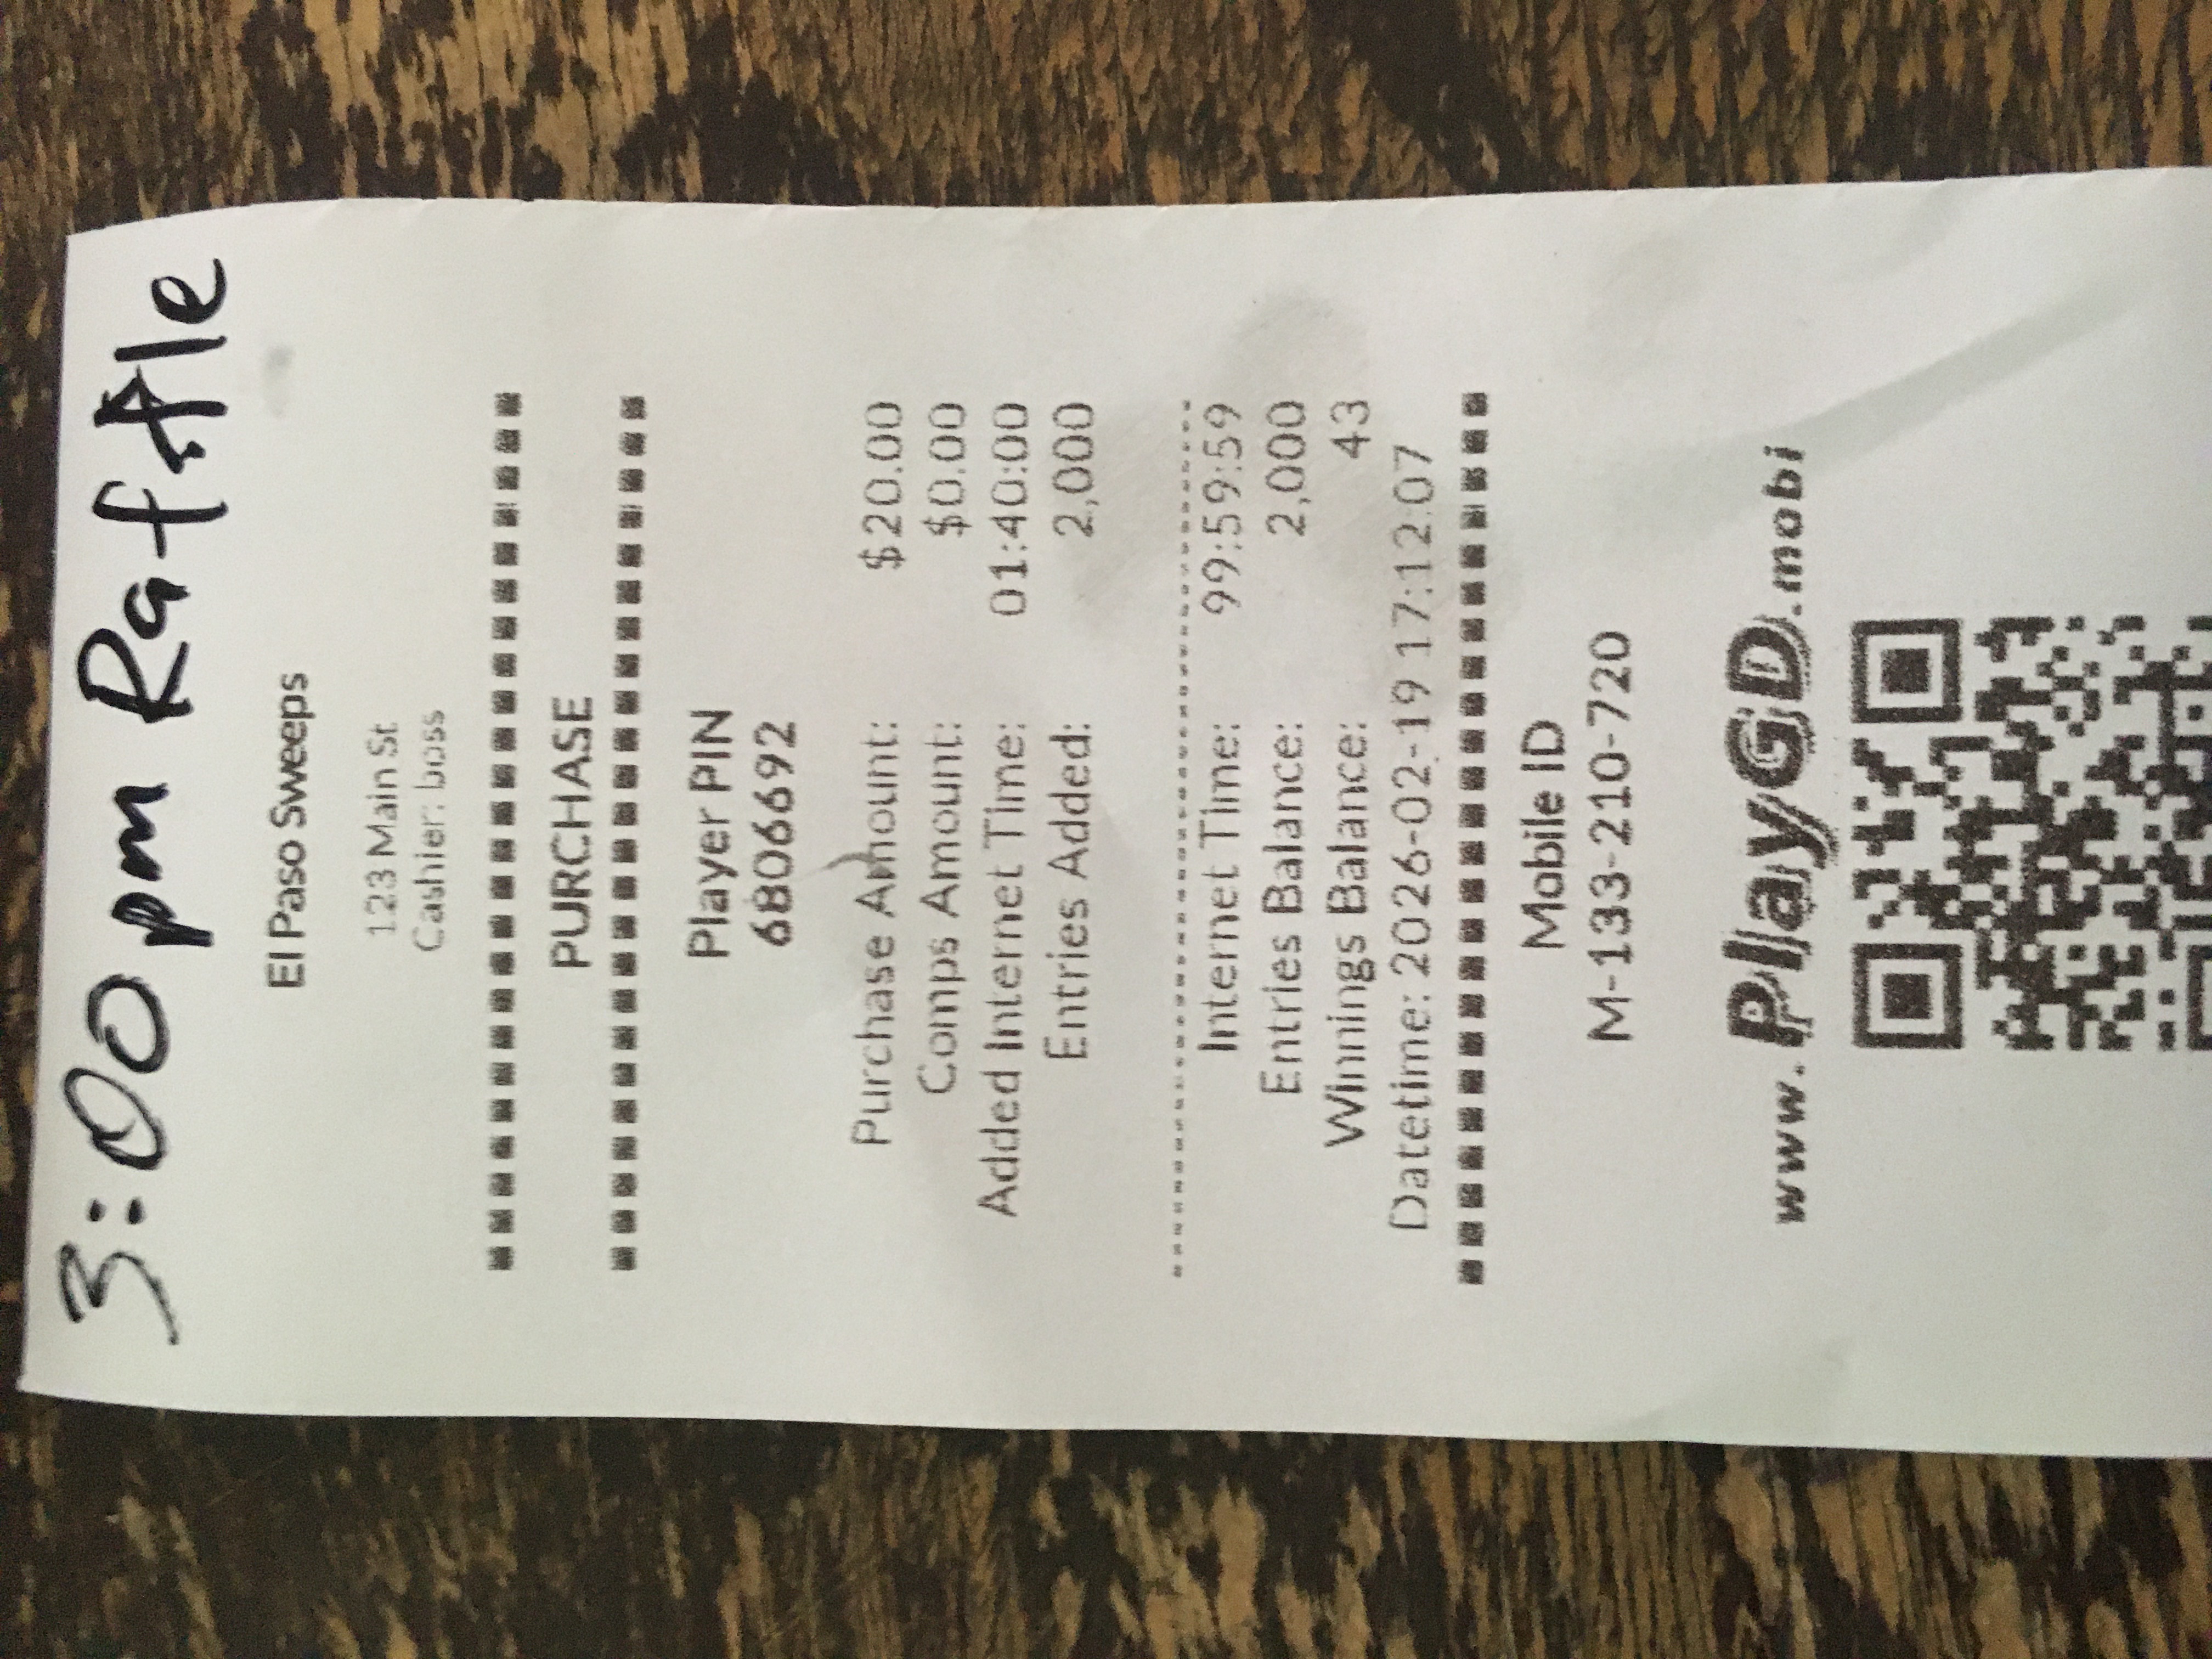 3:00 pm Raffle
El Paso Sweeps
123 Main St
Cashier: boss
PURCHASE
Player PIN
6806692
Purchase Amount: $20.00
Comps Amount: $0.00
Added Internet Time: 01:40:00
Entries Added: 2,000
Internet Time: 99:59:59
Entries Balance: 2,000
Winnings Balance: 43
Datetime: 2026-02-19 17:12:07
Mobile ID
M-133-210-720
www.PlayGD.mobi